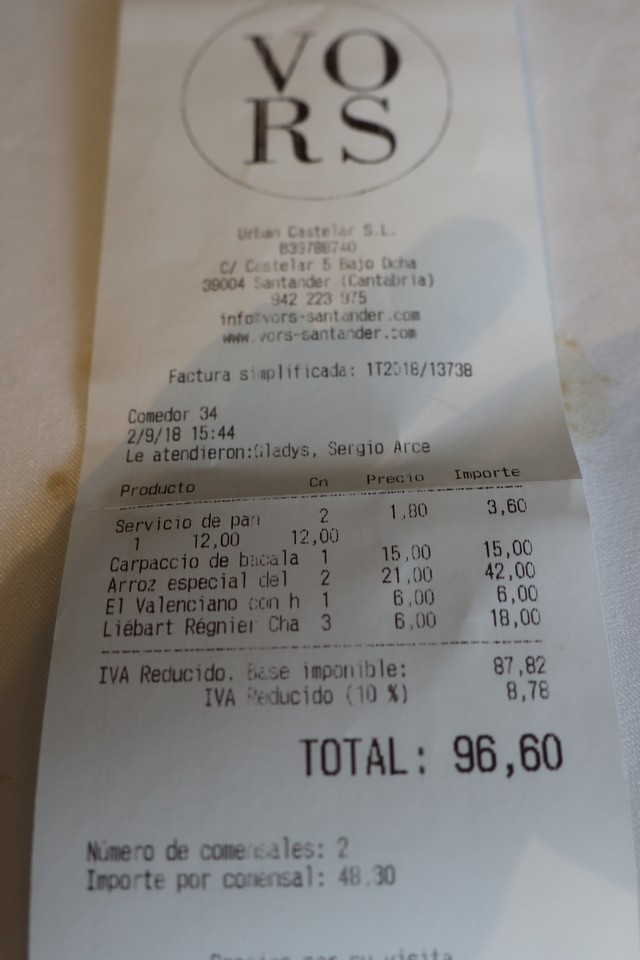 VO
RS
Urban Castelar S.L.
B39788740
C/ Castelar 5 Bajo Dcha
39004 Santander (Cantabria)
942 223 975
info@vors-santander.com
www.vors-santander.com
Factura simplificada: 1T2018/13738
Comedor 34
2/9/18 15:44
Le atendieron:Gladys, Sergio Arce
Producto Cn Precio Importe
Servicio de pan 2 1,80 3,60
1 12,00 12,00
Carpaccio de bacala 1 15,00 15,00
Arroz especial del 2 21,00 42,00
El Valenciano con h 1 6,00 6,00
Liébart Régnier Cha 3 6,00 18,00
IVA Reducido. Base imponible: 87,82
IVA Reducido (10 %) 8,78
TOTAL: 96,60
Número de comensales: 2
Importe por comensal: 48.30
Gracias por su visita